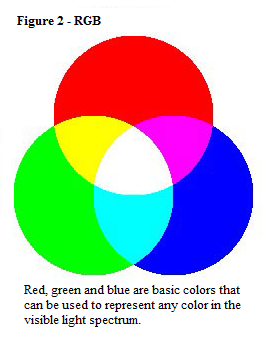 Figure 2 - RGB
Red, green and blue are basic colors that
can be used to represent any color in the
visible light spectrum.